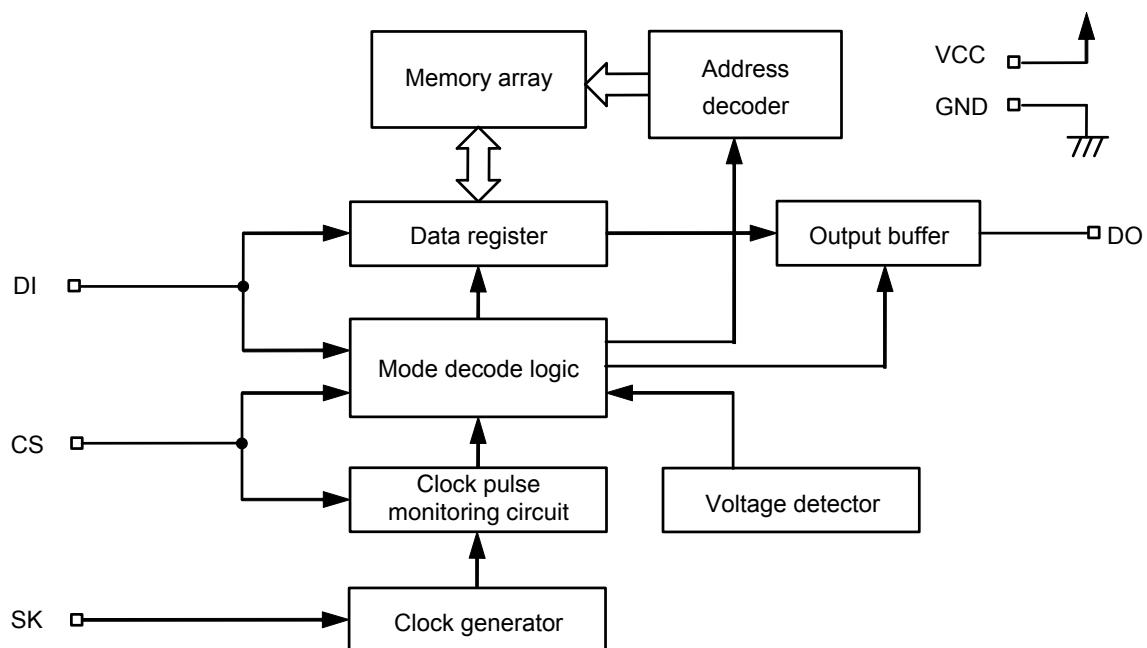 Memory array
Address
decoder
VCC
GND
Data register
Output buffer
DO
DI
Mode decode logic
CS
Clock pulse
monitoring circuit
Voltage detector
SK
Clock generator